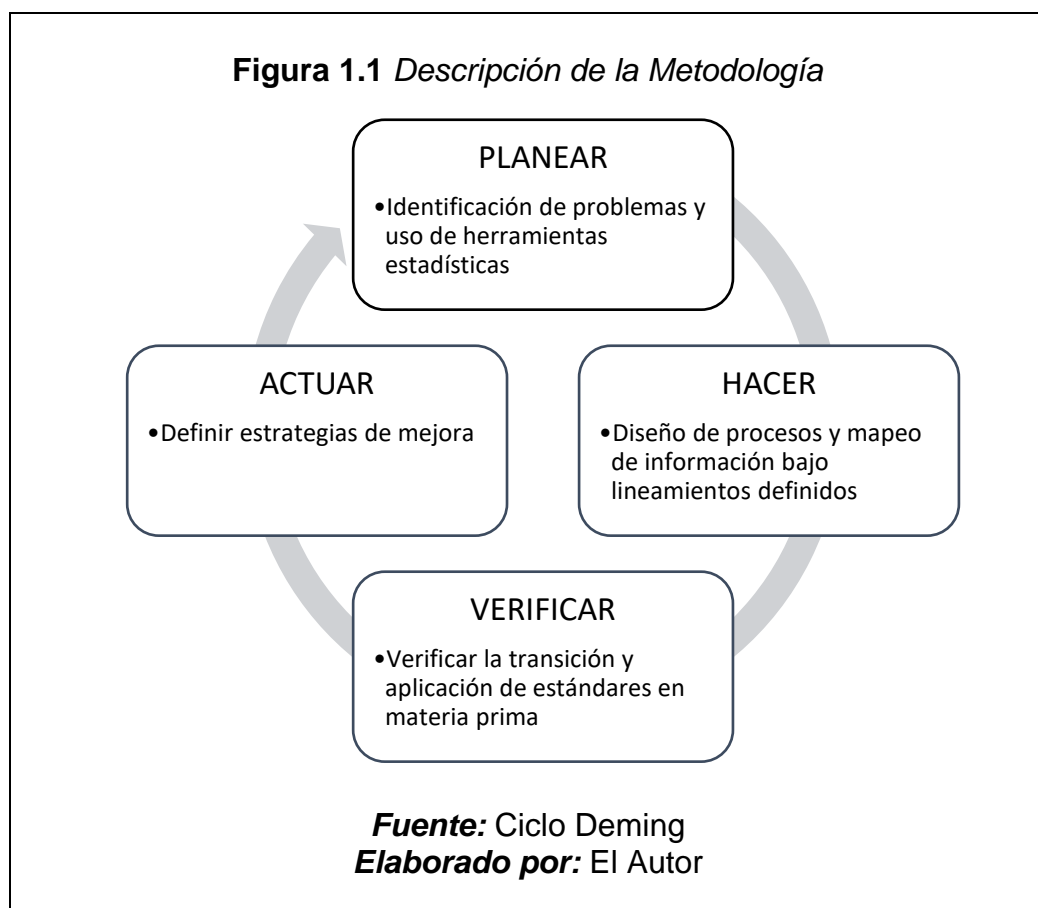 Figura 1.1 Descripción de la Metodología
PLANEAR
•Identificación de problemas y
uso de herramientas
estadísticas
ACTUAR
•Definir estrategias de mejora
HACER
•Diseño de procesos y mapeo
de información bajo
lineamientos definidos
VERIFICAR
•Verificar la transición y
aplicación de estándares en
materia prima
Fuente: Ciclo Deming
Elaborado por: El Autor